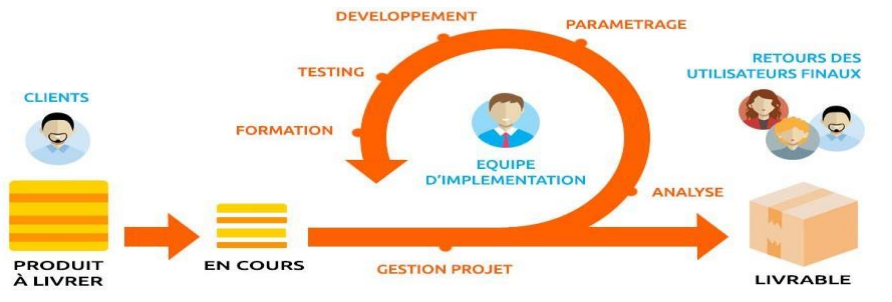 CLIENTS
PRODUIT
À LIVRER
EN COURS
GESTION PROJET
ANALYSE
PARAMETRAGE
DEVELOPPEMENT
TESTING
FORMATION
EQUIPE
D'IMPLEMENTATION
RETOURS DES
UTILISATEURS FINAUX
LIVRABLE